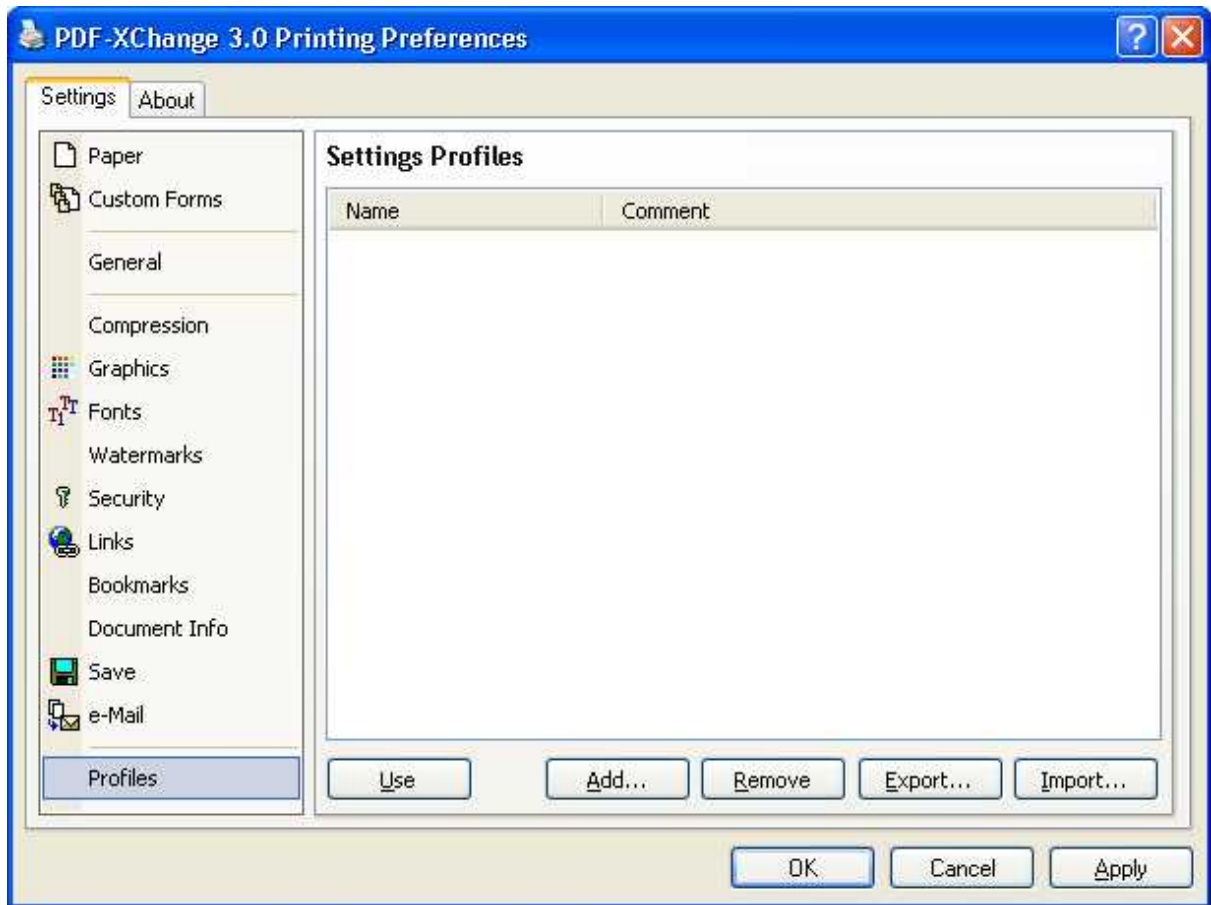 PDF-XChange 3.0 Printing Preferences
Settings About
Paper
Custom Forms
General
Compression
Graphics
Fonts
Watermarks
Security
Links
Bookmarks
Document Info
Save
e-Mail
Profiles
Settings Profiles
Name Comment
Use Add... Remove Export... Import...
OK Cancel Apply